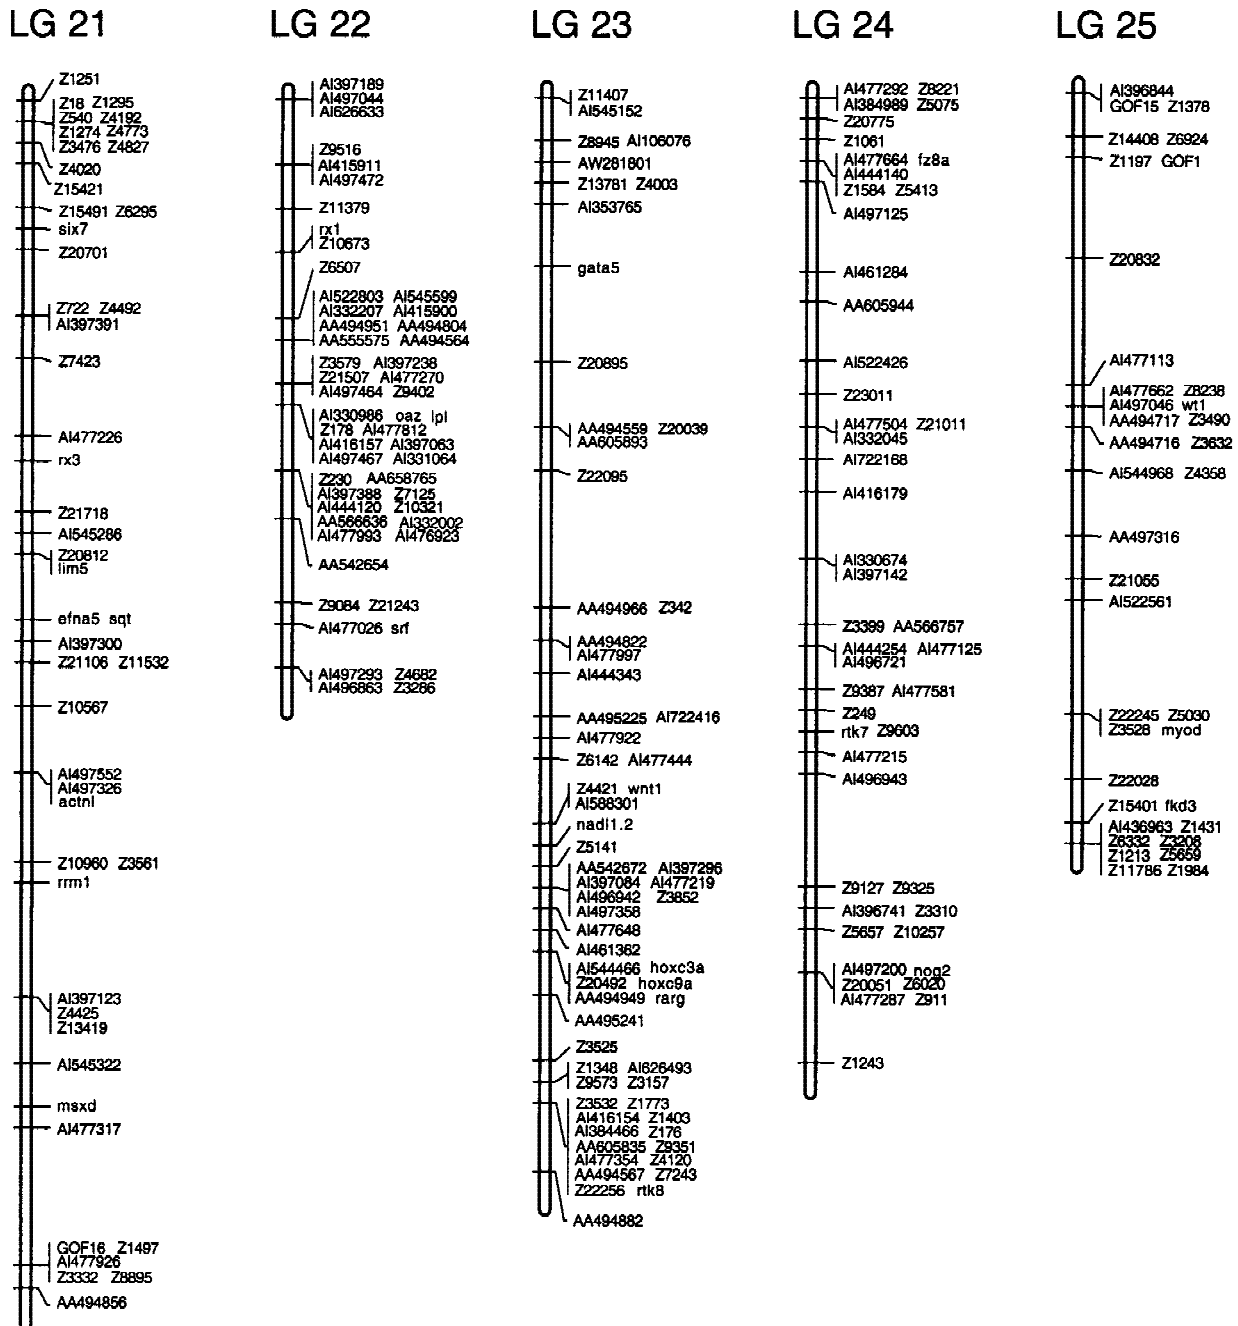 LG 21
Z1251
Z18 Z1295
Z540 Z4192
Z1274 Z4773
Z3476 Z4827
Z4020
Z15421
Z15491 Z6295
six7
Z20701
Z722 Z4492
AI397391
Z7423
AI477226
rx3
Z21718
AI545286
Z20812
lim5
efna5 sqt
AI397300
Z21106 Z11532
Z10567
AI497552
AI497326
actnl
Z10960 Z3561
rrm1
AI397123
Z4425
Z13419
AI545322
msxd
AI477317
GOF16 Z1497
AI477926
Z3332 Z8895
AA494856
LG 22
AI397189
AI497044
AI626633
Z9516
AI415911
AI497472
Z11379
rx1
Z10673
Z6507
AI522803 AI545599
AI332207 AI415900
AA494951 AA494804
AA555575 AA494564
Z3579 AI397238
Z21507 AI477270
AI497464 Z9402
AI330986 oaz lpl
Z178 AI477812
AI416157 AI397063
AI497467 AI331064
Z230 AA658765
AI397388 Z7125
AI444120 Z10321
AA566636 AI332002
AI477993 AI476923
AA542654
Z9084 Z21243
AI477026 srf
AI497293 Z4682
AI496863 Z3286
LG 23
Z11407
AI545152
Z8945 AI106076
AW281801
Z13781 Z4003
AI353765
gata5
Z20895
AA494559 Z20039
AA605893
Z22095
AA494966 Z342
AA494822
AI477997
AI444343
AA495225 AI722416
AI477922
Z6142 AI477444
Z4421 wnt1
AI588301
nadl1.2
Z5141
AA542672 AI397296
AI397084 AI477219
AI496942 Z3852
AI497358
AI477648
AI461362
AI544466 hoxc3a
Z20492 hoxc9a
AA494949 rarg
AA495241
Z3525
Z1348 AI626493
Z9573 Z3157
Z3532 Z1773
AI416154 Z1403
AI384466 Z176
AA605835 Z9351
AI477354 Z4120
AA494567 Z7243
Z22256 rtk8
AA494882
LG 24
AI477292 Z8221
AI384989 Z5075
Z20775
Z1061
AI477664 fz8a
AI444140
Z1584 Z5413
AI497125
AI461284
AA605944
AI522426
Z23011
AI477504 Z21011
AI332045
AI722168
AI416179
AI330674
AI397142
Z3399 AA566757
AI444254 AI477125
AI496721
Z9387 AI477581
Z249
rtk7 Z9603
AI477215
AI496943
Z9127 Z9325
AI396741 Z3310
Z5657 Z10257
AI497200 nog2
Z20051 Z6020
AI477287 Z911
Z1243
LG 25
AI396844
GOF15 Z1378
Z14408 Z6924
Z1197 GOF1
Z20832
AI477113
AI477662 Z8238
AI497046 wt1
AA494717 Z3490
AA494716 Z3632
AI544968 Z4358
AA497316
Z21055
AI522561
Z22245 Z5030
Z3528 myod
Z22028
Z15401 fkd3
AI436963 Z1431
Z6332 Z3208
Z1213 Z5659
Z11786 Z1984